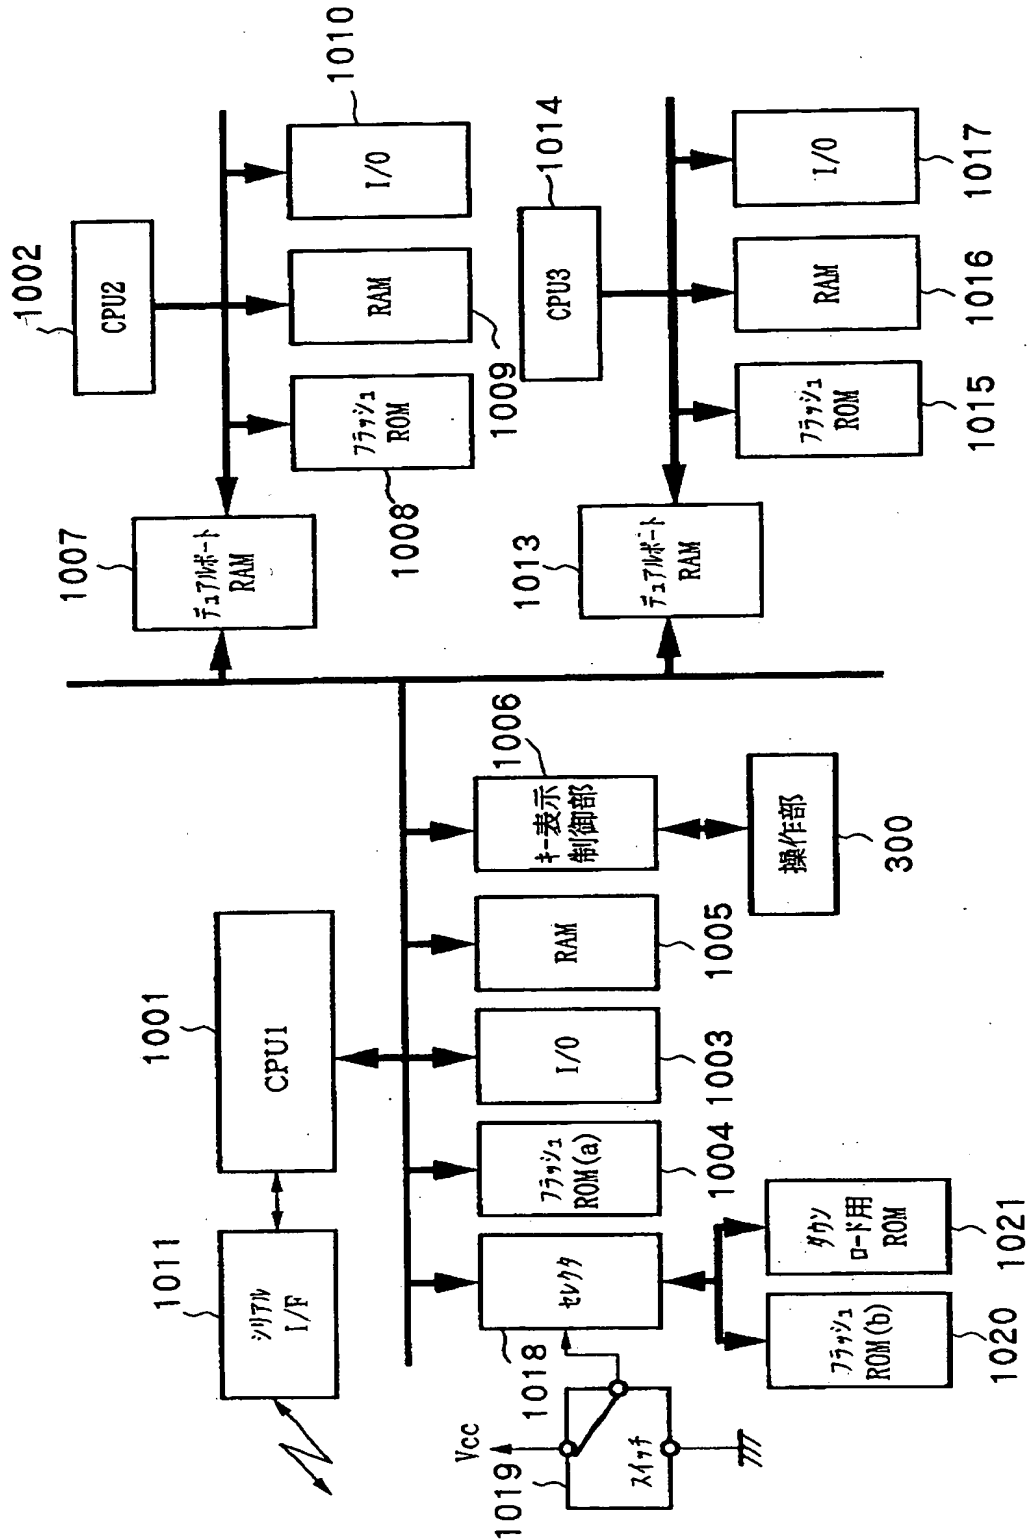 1011
シリアル
I/F
1001
CPU1
1007
デュアルポート
RAM
1002
CPU2
フラッシュ
ROM
1008
RAM
1009
I/O
1010
Vcc
1019
スイッチ
1018
セレクタ
フラッシュ
ROM(a)
1004
I/O
1003
RAM
1005
1006
キー表示
制御部
1013
デュアルポート
RAM
CPU3
1014
フラッシュ
ROM
1015
RAM
1016
I/O
1017
フラッシュ
ROM(b)
1020
ダウン
ロード用
ROM
1021
操作部
300